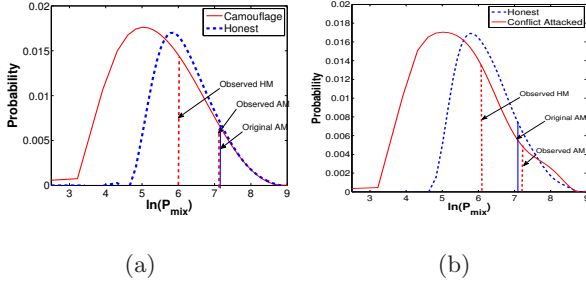 Camouflage
Honest
Observed HM
Observed AM
Original AM
Probability
0.02
0.015
0.01
0.005
0
3 4 5 6 7 8 9
ln(Pmix)
(a)
Honest
Conflict Attacked
Observed HM
Original AM
Observed AM
Probability
0.02
0.018
0.016
0.014
0.012
0.01
0.008
0.006
0.004
0.002
0.000
3 4 5 6 7 8 9
ln(Pmix)
(b)